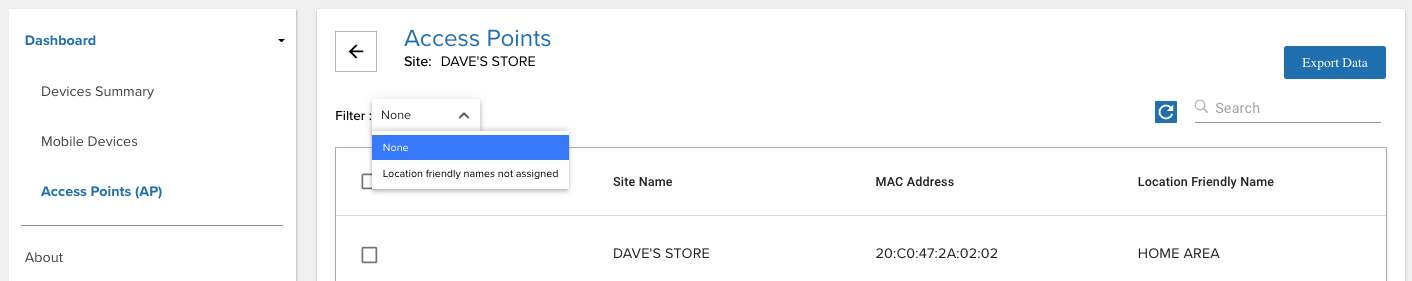 Dashboard
Devices Summary
Mobile Devices
Access Points (AP)
About
Access Points
Site: DAVE'S STORE
Export Data
Filter : None
Search
None
Location friendly names not assigned
Site Name MAC Address Location Friendly Name
DAVE'S STORE 20:C0:47:2A:02:02 HOME AREA